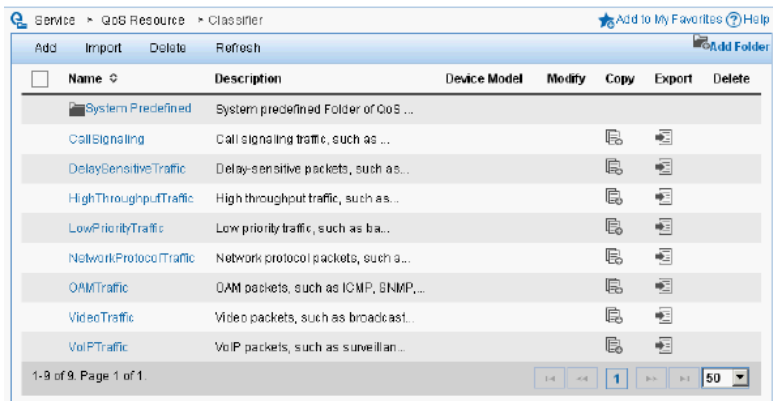 Service > QoS Resource > Classifier Add to My Favorites Help
Add Import Delete Refresh Add Folder
Name Description Device Model Modify Copy Export Delete
System Predefined System predefined Folder of QoS ...
CallSignaling Call signaling traffic, such as ...
DelaySensitiveTraffic Delay-sensitive packets, such as...
HighThroughputTraffic High throughput traffic, such as...
LowPriorityTraffic Low priority traffic, such as ba...
NetworkProtocolTraffic Network protocol packets, such a...
OAMTraffic OAM packets, such as ICMP, SNMP,...
VideoTraffic Video packets, such as broadcast...
VoIPTraffic VoIP packets, such as surveillan...
1-9 of 9. Page 1 of 1. 1 50